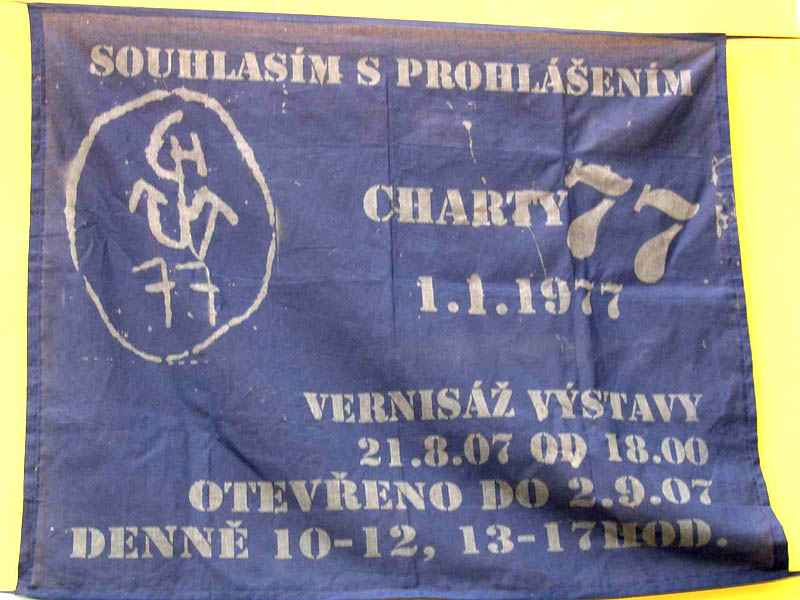 SOUHLASÍM S PROHLÁŠENÍM
CHARTY 77
77
1.1.1977
VERNISÁŽ VÝSTAVY
21.8.07 OD 18.00
OTEVŘENO DO 2.9.07
DENNĚ 10-12, 13-17HOD.